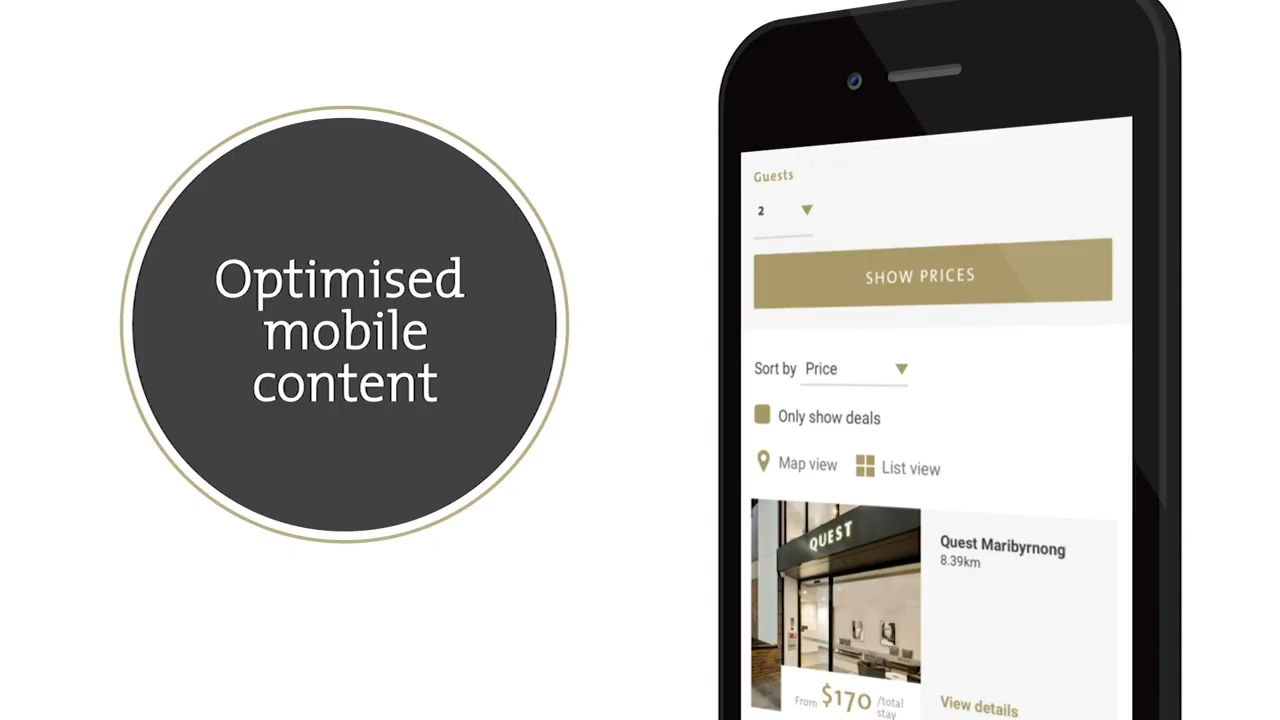 Optimised
mobile
content
Guests
2
SHOW PRICES
Sort by Price
Only show deals
Map view List view
QUEST
Quest Maribyrnong
8.39km
From $170 /total
stay
View details